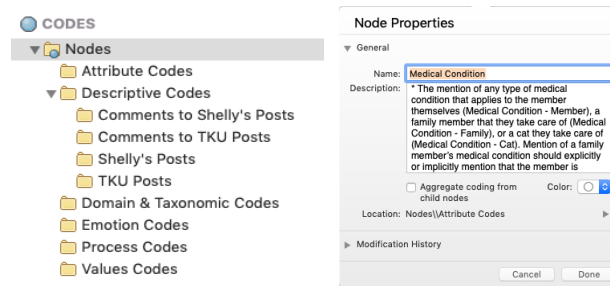 CODES
Nodes
Attribute Codes
Descriptive Codes
Comments to Shelly's Posts
Comments to TKU Posts
Shelly's Posts
TKU Posts
Domain & Taxonomic Codes
Emotion Codes
Process Codes
Values Codes
Node Properties
General
Name: Medical Condition
Description: * The mention of any type of medical
condition that applies to the member
themselves (Medical Condition - Member), a
family member that they take care of (Medical
Condition - Family), or a cat they take care of
(Medical Condition - Cat). Mention of a family
member's medical condition should explicitly
or implicitly mention that the member is
Aggregate coding from Color:
child nodes
Location: Nodes\\Attribute Codes
Modification History
Cancel Done